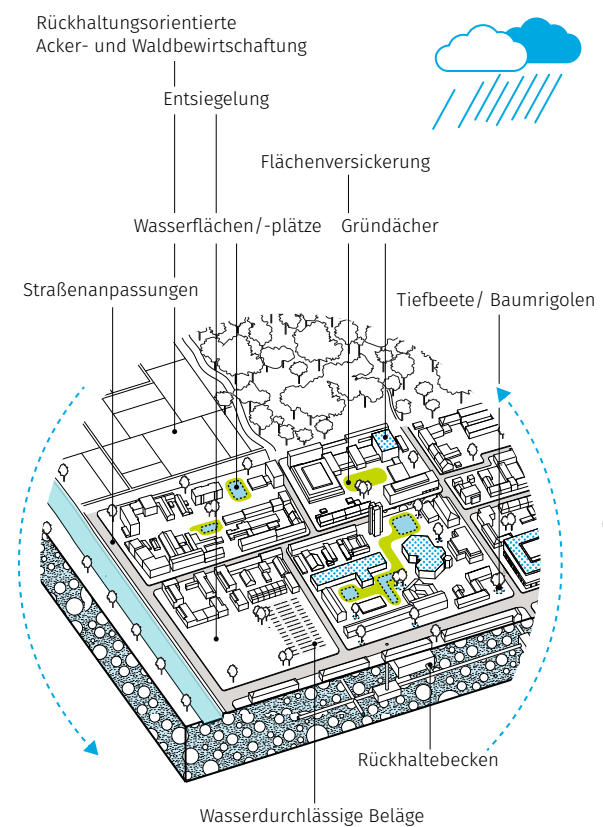 Rückhaltungsorientierte
Acker- und Waldbewirtschaftung
Entsiegelung
Flächenversickerung
Wasserflächen/-plätze
Gründächer
Straßenanpassungen
Tiefbeete/ Baumrigolen
Rückhaltebecken
Wasserdurchlässige Beläge